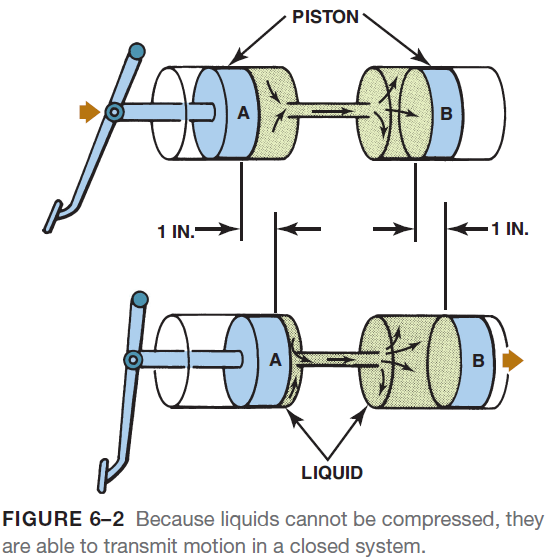 PISTON
A
B
1 IN.
1 IN.
A
B
LIQUID
FIGURE 6–2 Because liquids cannot be compressed, they
are able to transmit motion in a closed system.